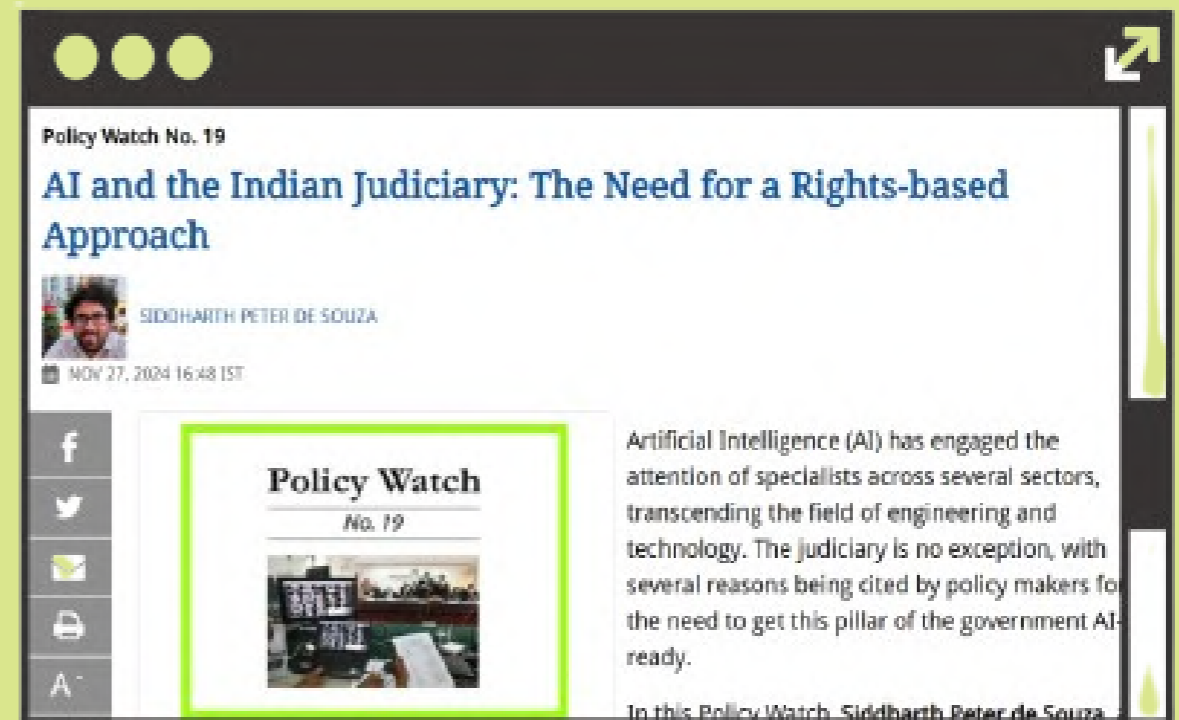 Policy Watch No. 19
AI and the Indian Judiciary: The Need for a Rights-based
Approach
SIDDHARTH PETER DE SOUZA
NOV 27, 2024 16:48 IST
f
Policy Watch
No. 19
A-
Artificial Intelligence (AI) has engaged the
attention of specialists across several sectors,
transcending the field of engineering and
technology. The judiciary is no exception, with
several reasons being cited by policy makers for
the need to get this pillar of the government AI-
ready.
In this Policy Watch, Siddharth Peter de Souza,